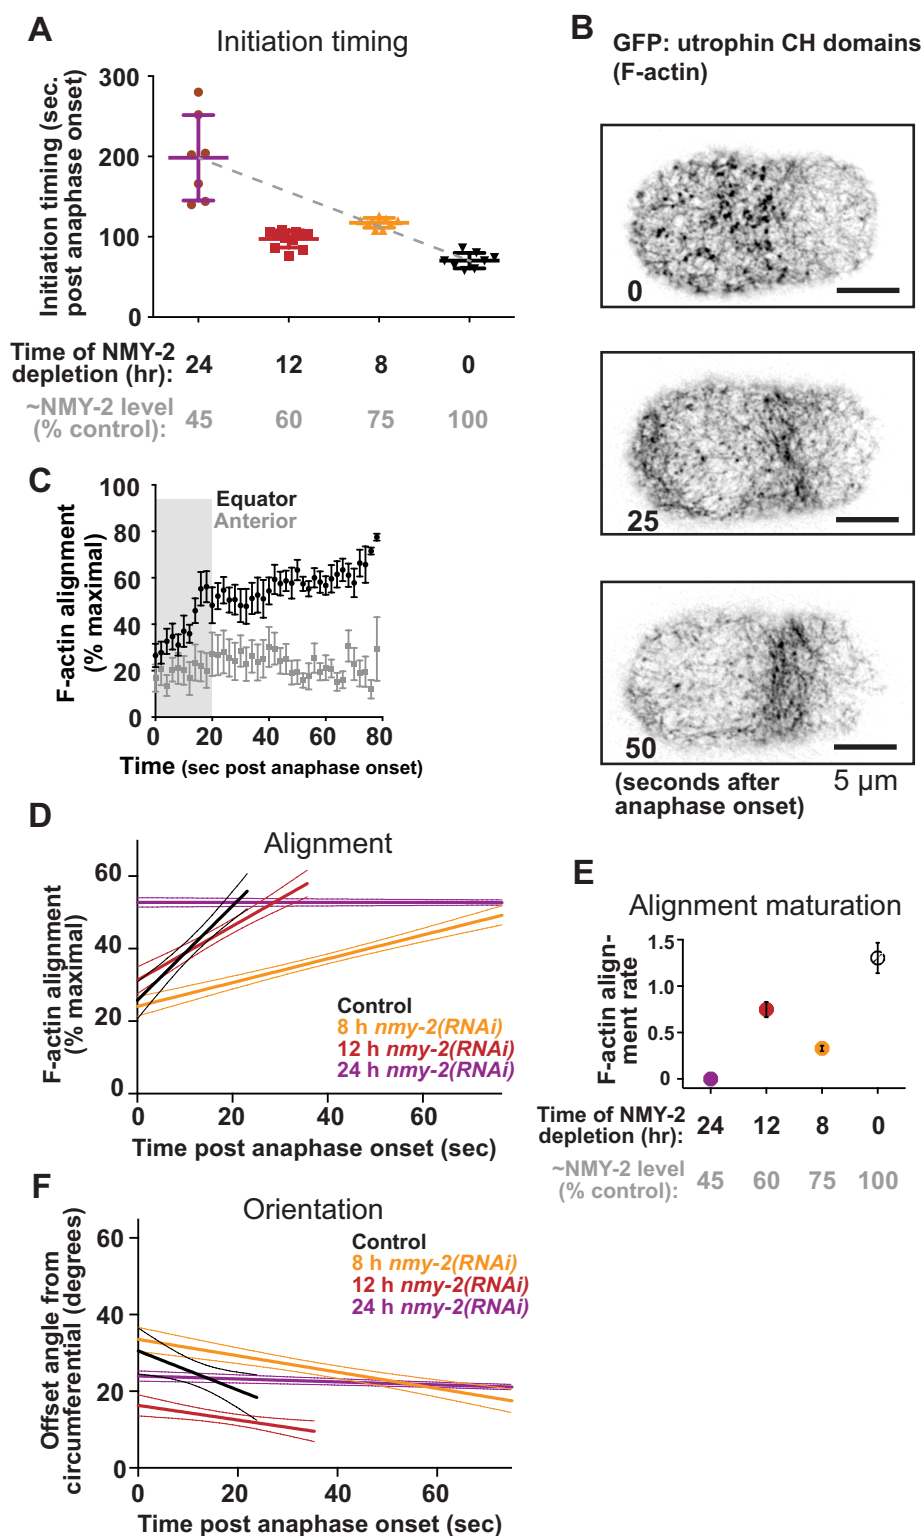 A
Initiation timing
Initiation timing (sec.
post anaphase onset)
300
200
100
0
Time of NMY-2
depletion (hr):
24 12 8 0
~NMY-2 level
(% control):
45 60 75 100
B
GFP: utrophin CH domains
(F-actin)
0
25
50
(seconds after
anaphase onset)
5 µm
C
F-actin alignment
(% maximal)
100
80
60
40
20
0
Equator
Anterior
0 20 40 60 80
Time (sec post anaphase onset)
D
Alignment
F-actin alignment
(% maximal)
60
40
20
0
Control
8 h nmy-2(RNAi)
12 h nmy-2(RNAi)
24 h nmy-2(RNAi)
0 20 40 60
Time post anaphase onset (sec)
E
Alignment maturation
F-actin align-
ment rate
1.5
1.0
0.5
0
Time of NMY-2
depletion (hr):
24 12 8 0
~NMY-2 level
(% control):
45 60 75 100
F
Orientation
Offset angle from
circumferential (degrees)
60
40
20
0
Control
8 h nmy-2(RNAi)
12 h nmy-2(RNAi)
24 h nmy-2(RNAi)
0 20 40 60
Time post anaphase onset (sec)